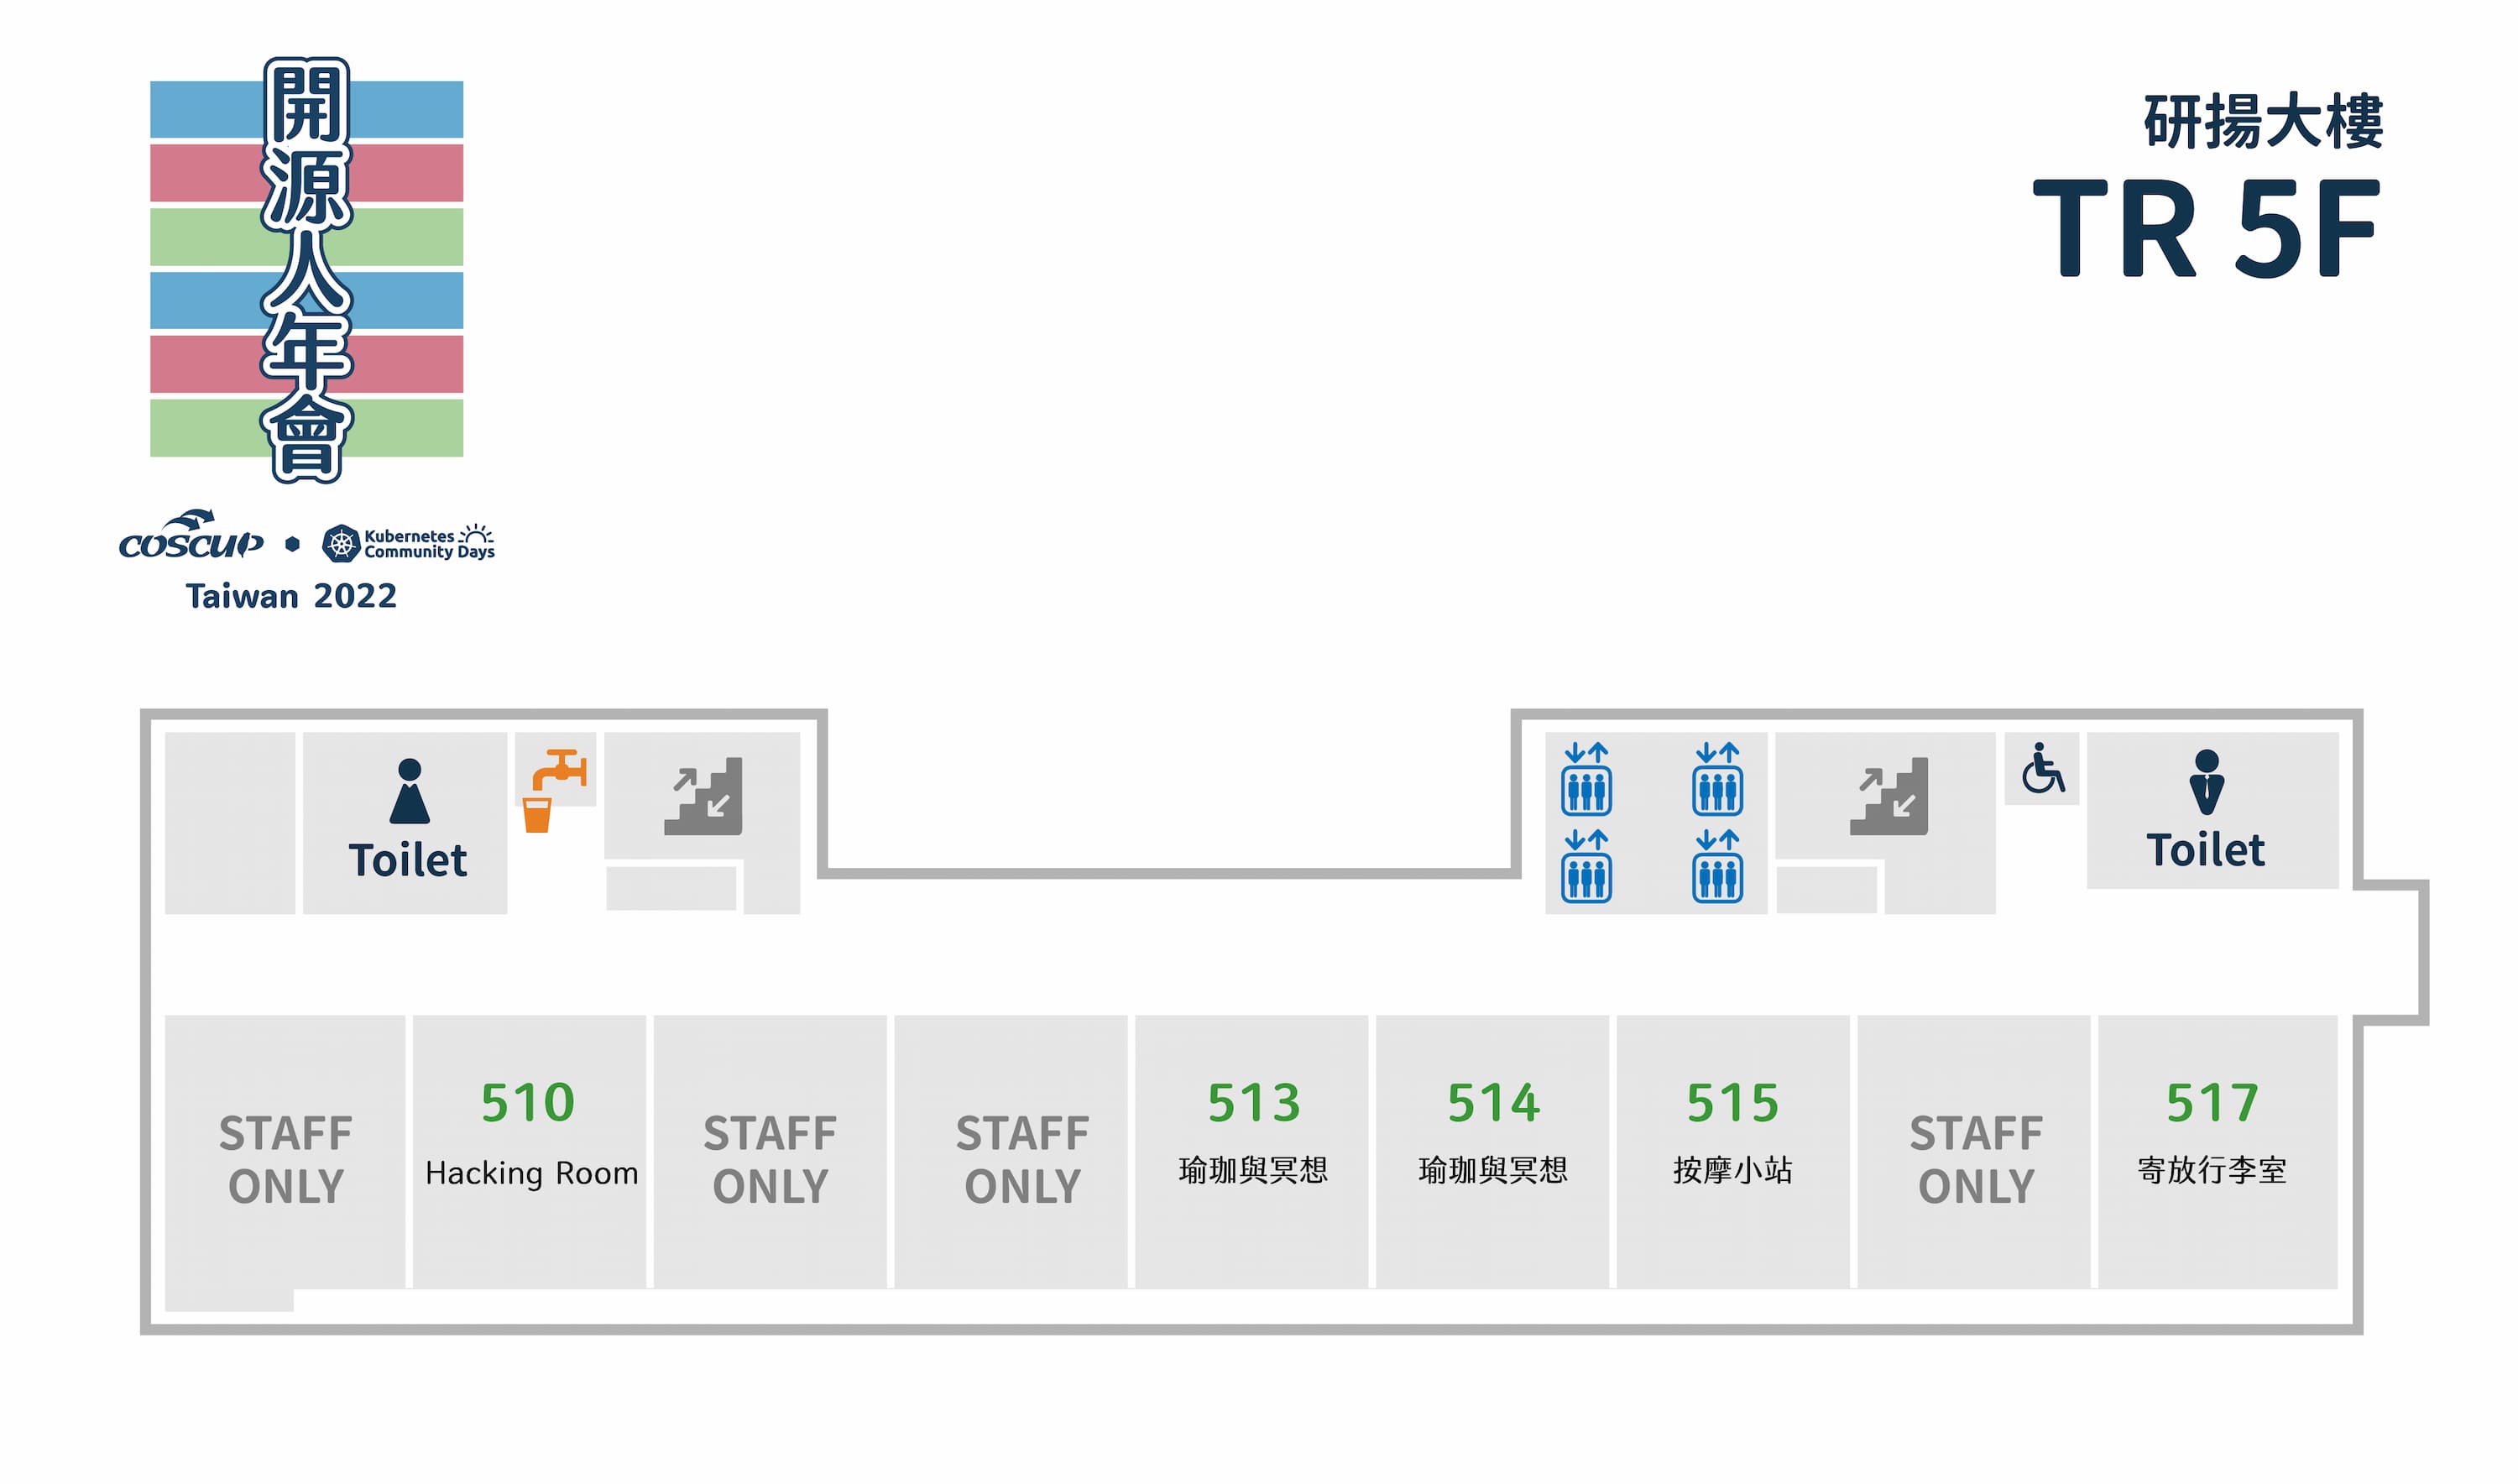 開源人年會
coscup
Kubernetes
Community Days
Taiwan 2022
研揚大樓
TR 5F
Toilet
Toilet
STAFF
ONLY
510
Hacking Room
STAFF
ONLY
STAFF
ONLY
513
瑜珈與冥想
514
瑜珈與冥想
515
按摩小站
STAFF
ONLY
517
寄放行李室